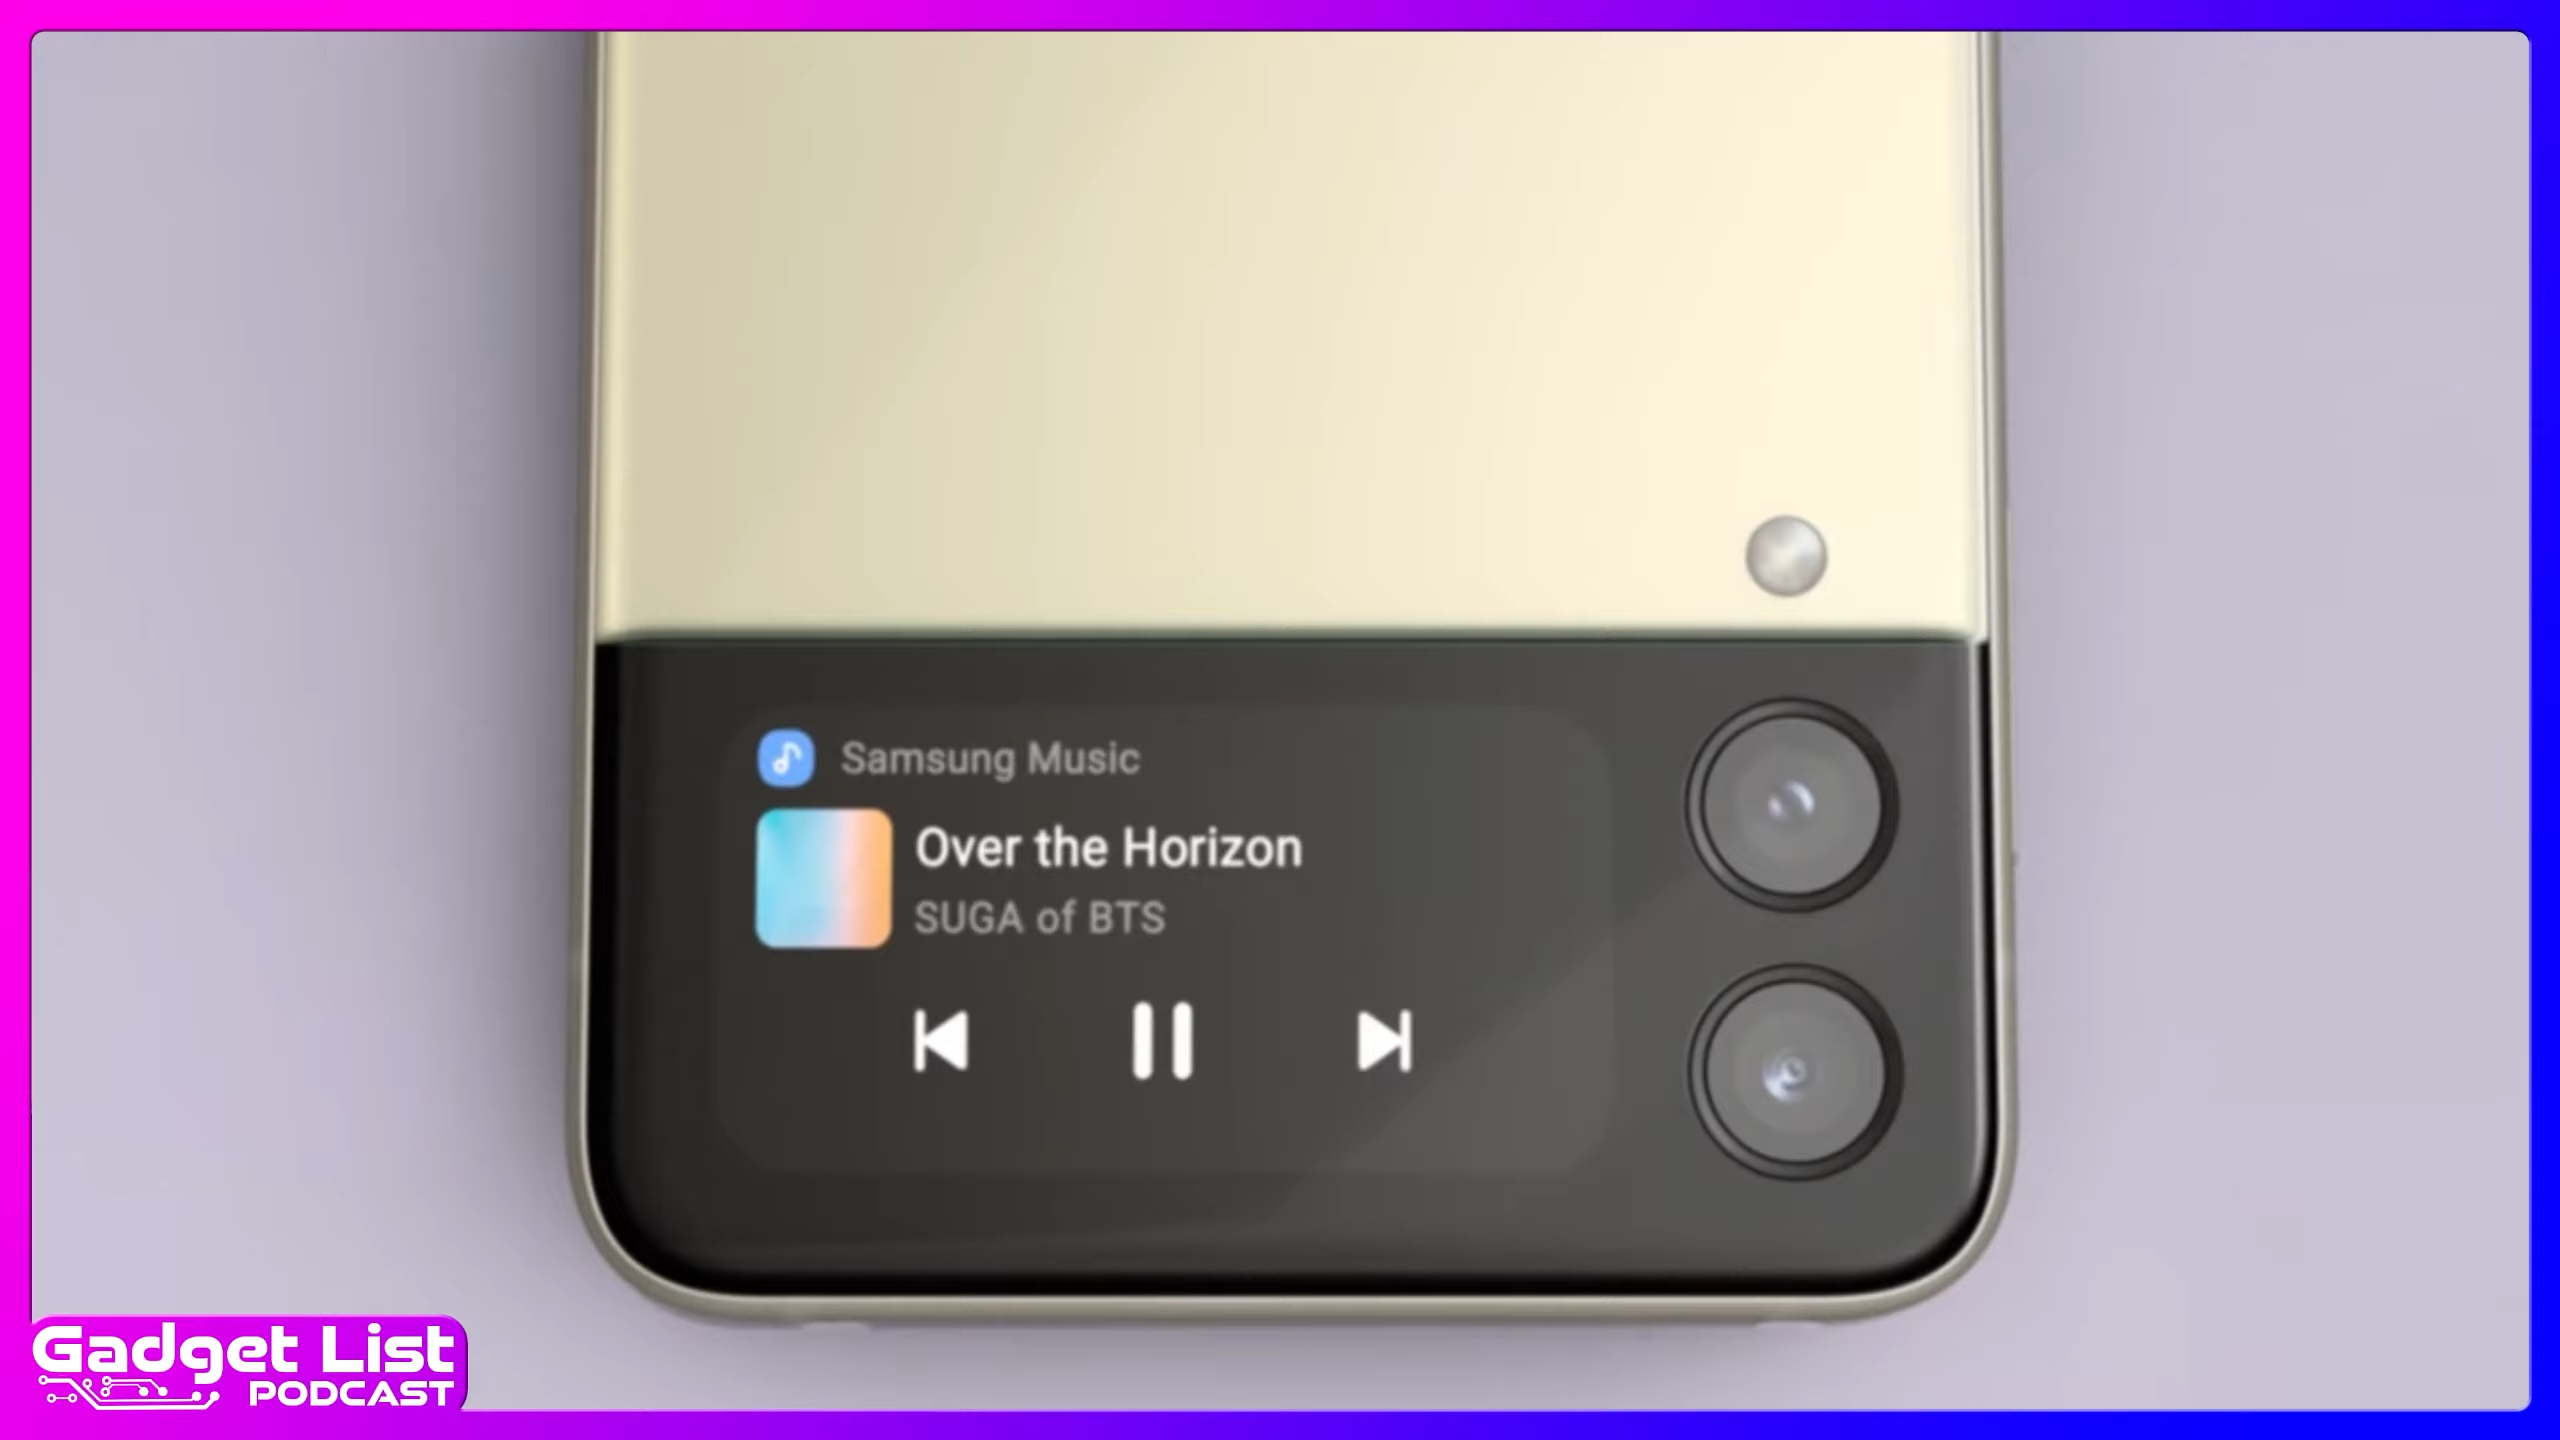 Samsung Music
Over the Horizon
SUGA of BTS
Gadget List
PODCAST